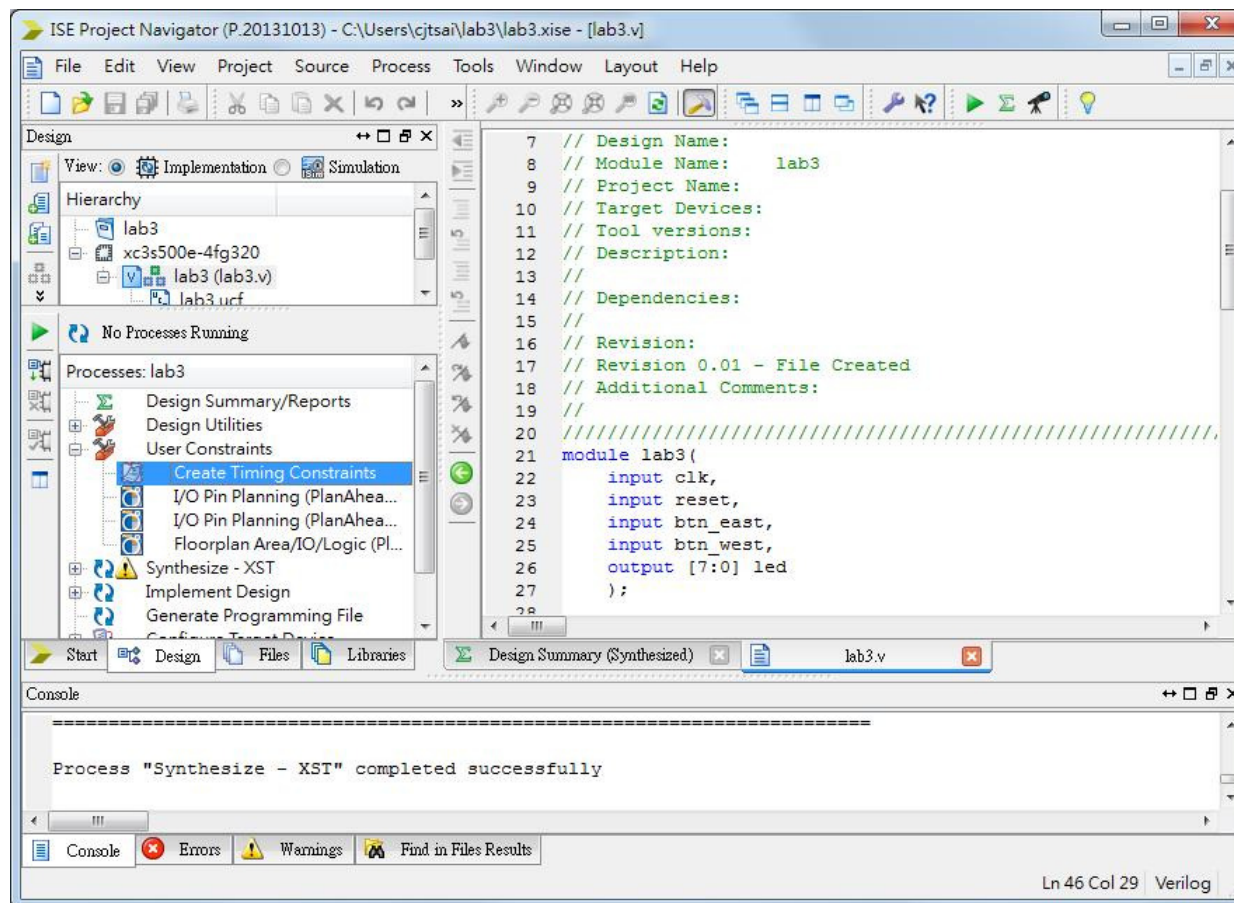 ISE Project Navigator (P.20131013) - C:\Users\cjtsai\lab3\lab3.xise - [lab3.v]
File Edit View Project Source Process Tools Window Layout Help
Design
View: Implementation Simulation
Hierarchy
lab3
xc3s500e-4fg320
lab3 (lab3.v)
lab3.ucf
No Processes Running
Processes: lab3
Design Summary/Reports
Design Utilities
User Constraints
Create Timing Constraints
I/O Pin Planning (PlanAhea...
I/O Pin Planning (PlanAhea...
Floorplan Area/IO/Logic (Pl...
Synthesize - XST
Implement Design
Generate Programming File
Configure Target Device
Start Design Files Libraries
7 // Design Name:
8 // Module Name: lab3
9 // Project Name:
10 // Target Devices:
11 // Tool versions:
12 // Description:
13 //
14 // Dependencies:
15 //
16 // Revision:
17 // Revision 0.01 - File Created
18 // Additional Comments:
19 //
20 //////////////////////////////////////////////////////////
21 module lab3(
22 input clk,
23 input reset,
24 input btn_east,
25 input btn_west,
26 output [7:0] led
27 );
28
Design Summary (Synthesized) lab3.v
Console
=========================================================================
Process "Synthesize - XST" completed successfully
Console Errors Warnings Find in Files Results
Ln 46 Col 29 Verilog